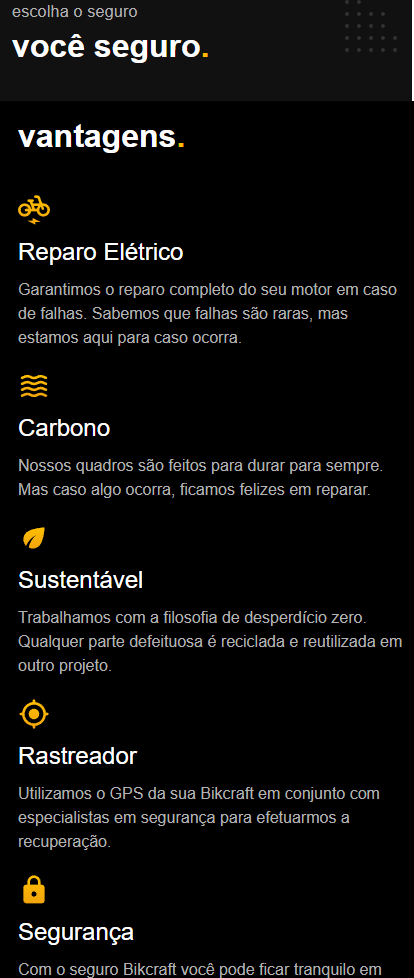 escolha o seguro
você seguro.
vantagens.
Reparo Elétrico
Garantimos o reparo completo do seu motor em caso
de falhas. Sabemos que falhas são raras, mas
estamos aqui para caso ocorra.
Carbono
Nossos quadros são feitos para durar para sempre.
Mas caso algo ocorra, ficamos felizes em reparar.
Sustentável
Trabalhamos com a filosofia de desperdício zero.
Qualquer parte defeituosa é reciclada e reutilizada em
outro projeto.
Rastreador
Utilizamos o GPS da sua Bikcraft em conjunto com
especialistas em segurança para efetuarmos a
recuperação.
Segurança
Com o seguro Bikcraft você pode ficar tranquilo em